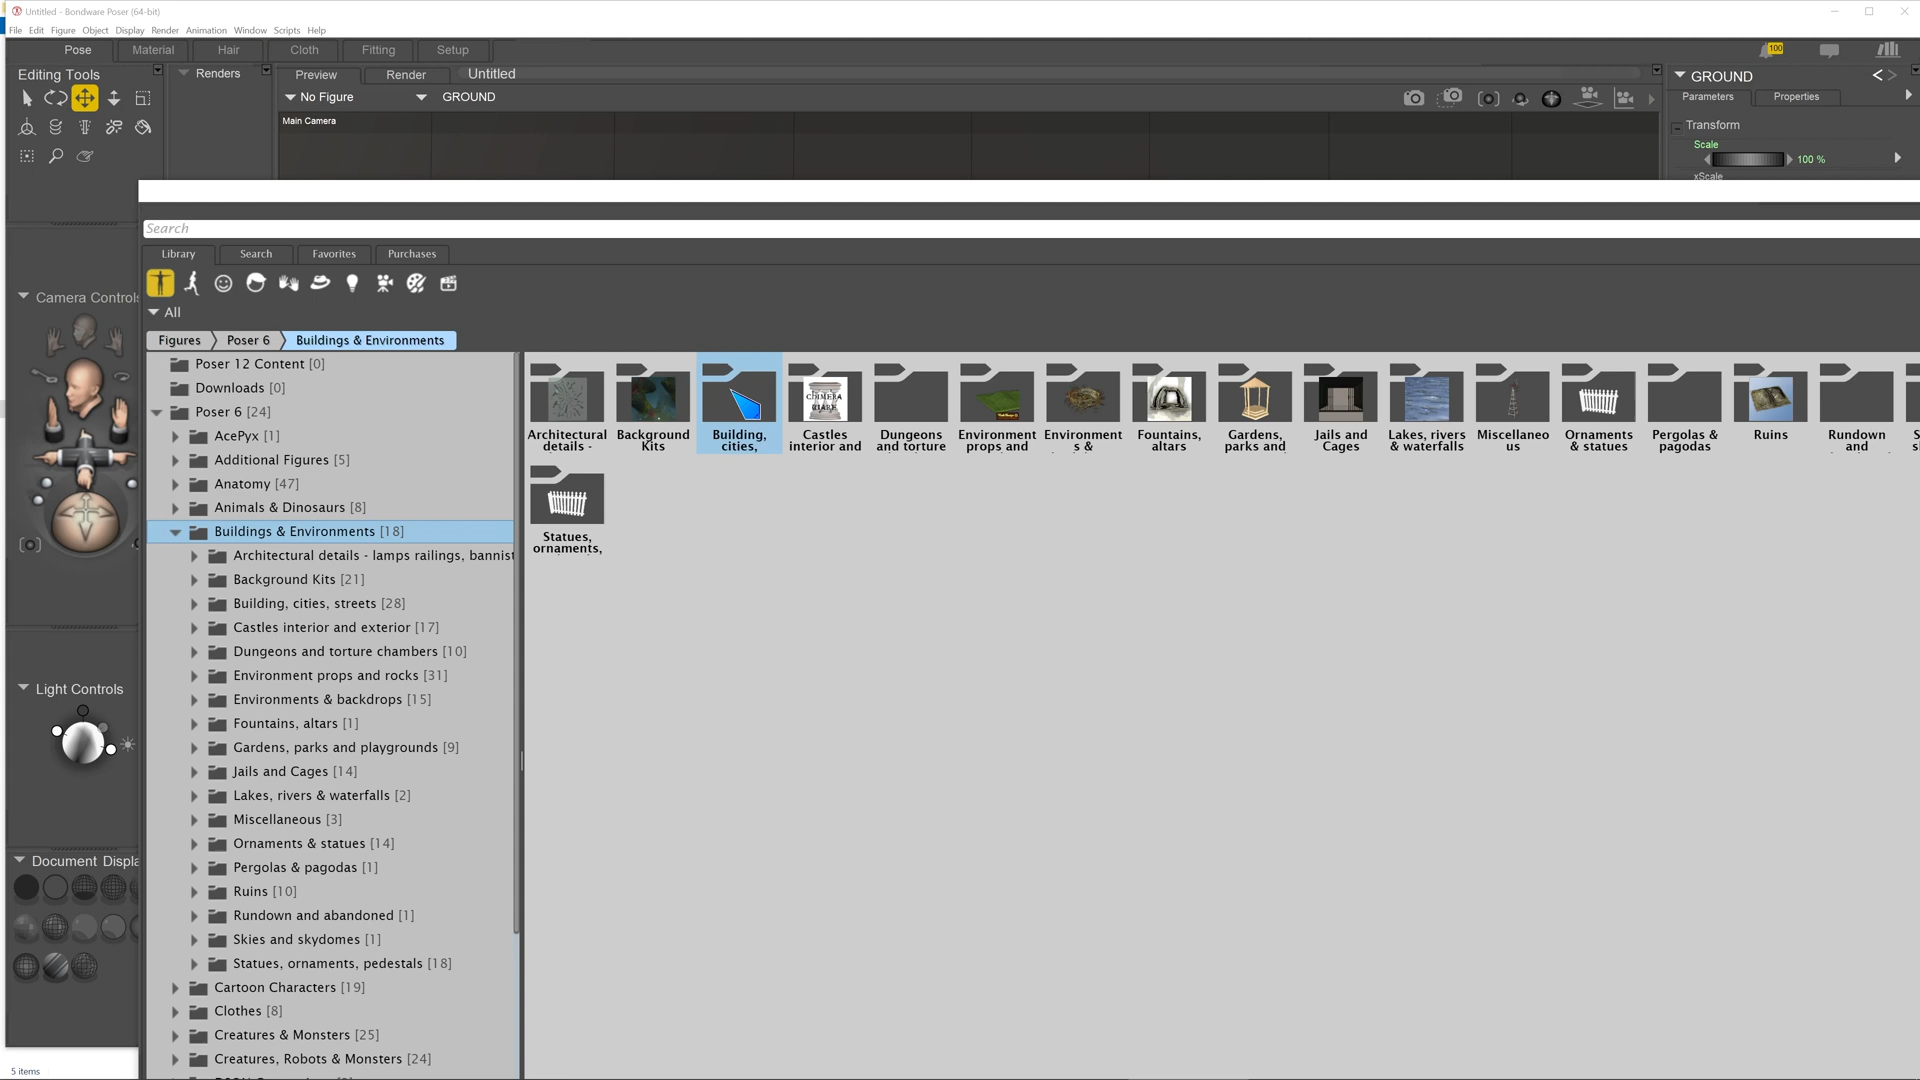 Untitled - Bondware Poser (64-bit)
File Edit Figure Object Display Render Animation Window Scripts Help
Pose Material Hair Cloth Fitting Setup
100
Editing Tools
Renders
Preview Render Untitled
No Figure GROUND
Main Camera
GROUND
Parameters Properties
Transform
Scale
100 %
xScale
Search
Library Search Favorites Purchases
All
Figures Poser 6 Buildings & Environments
Camera Controls
Light Controls
Document Displa
5 items
Poser 12 Content [0]
Downloads [0]
Poser 6 [24]
AcePyx [1]
Additional Figures [5]
Anatomy [47]
Animals & Dinosaurs [8]
Buildings & Environments [18]
Architectural details - lamps railings, bannist
Background Kits [21]
Building, cities, streets [28]
Castles interior and exterior [17]
Dungeons and torture chambers [10]
Environment props and rocks [31]
Environments & backdrops [15]
Fountains, altars [1]
Gardens, parks and playgrounds [9]
Jails and Cages [14]
Lakes, rivers & waterfalls [2]
Miscellaneous [3]
Ornaments & statues [14]
Pergolas & pagodas [1]
Ruins [10]
Rundown and abandoned [1]
Skies and skydomes [1]
Statues, ornaments, pedestals [18]
Cartoon Characters [19]
Clothes [8]
Creatures & Monsters [25]
Creatures, Robots & Monsters [24]
Architectural
details -
Background
Kits
Building,
cities,
CHIMERA
Castles
interior and
Dungeons
and torture
Environment
props and
Environment
s &
Fountains,
altars
Gardens,
parks and
Jails and
Cages
Lakes, rivers
& waterfalls
Miscellaneo
us
Ornaments
& statues
Pergolas &
pagodas
Ruins
Rundown
and
Statues,
ornaments,